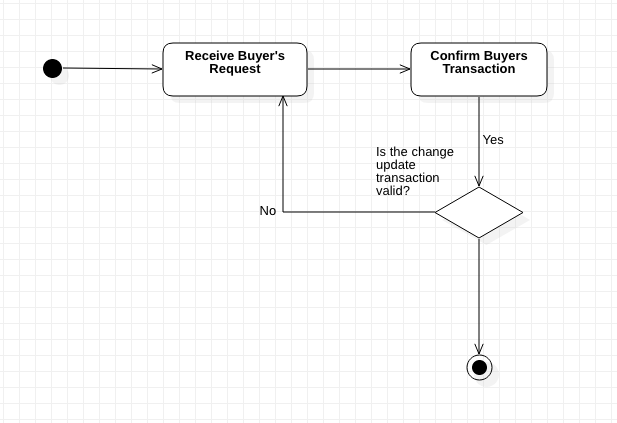 Receive Buyer's
Request
Confirm Buyers
Transaction
Yes
Is the change
update
transaction
valid?
No